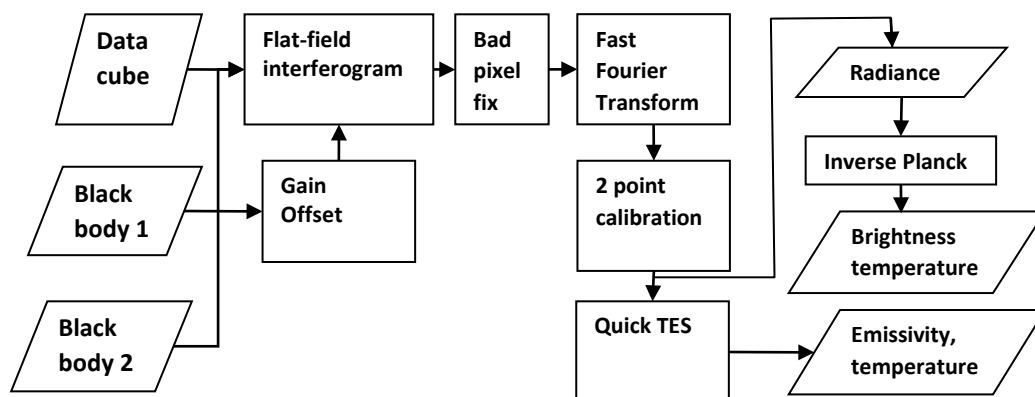 Data
cube
Flat-field
interferogram
Bad
pixel
fix
Fast
Fourier
Transform
Radiance
Black
body 1
Gain
Offset
2 point
calibration
Inverse Planck
Brightness
temperature
Black
body 2
Quick TES
Emissivity,
temperature